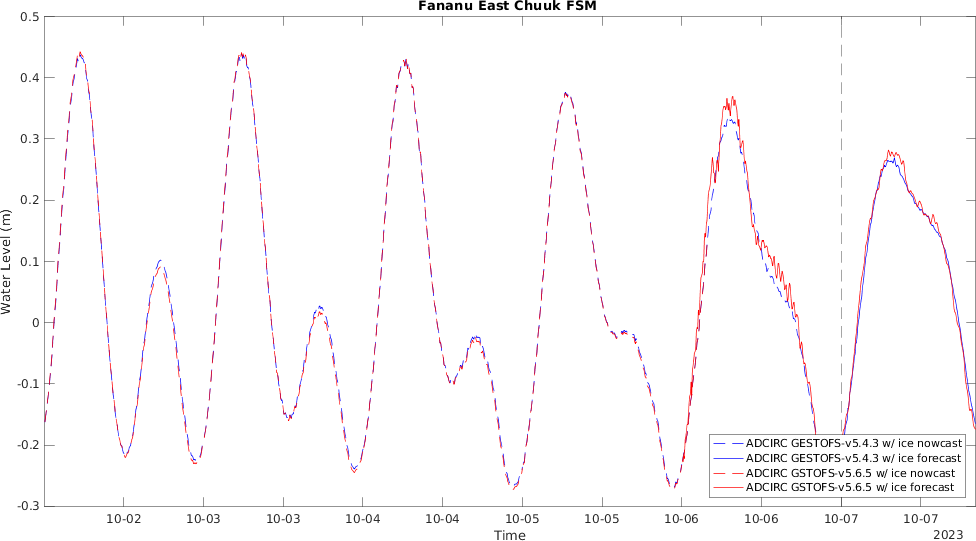 Fananu East Chuuk FSM
0.5
0.4
0.3
0.2
0.1
0
-0.1
-0.2
-0.3
Water Level (m)
ADCIRC GESTOFS-v5.4.3 w/ ice nowcast
ADCIRC GESTOFS-v5.4.3 w/ ice forecast
ADCIRC GSTOFS-v5.6.5 w/ ice nowcast
ADCIRC GSTOFS-v5.6.5 w/ ice forecast
10-02 10-03 10-03 10-04 10-04 10-05 10-05 10-06 10-06 10-07 10-07
Time
2023